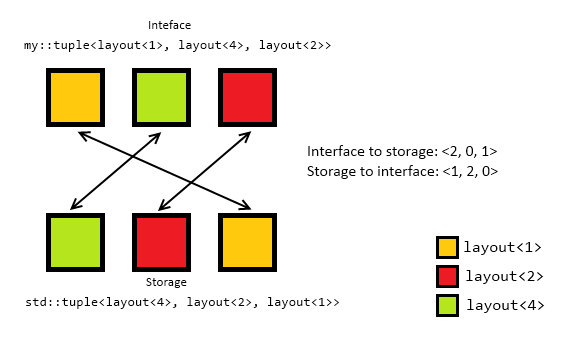 Inteface
my::tuple<layout<1>, layout<4>, layout<2>>
Interface to storage: <2, 0, 1>
Storage to interface: <1, 2, 0>
layout<1>
layout<2>
layout<4>
Storage
std::tuple<layout<4>, layout<2>, layout<1>>